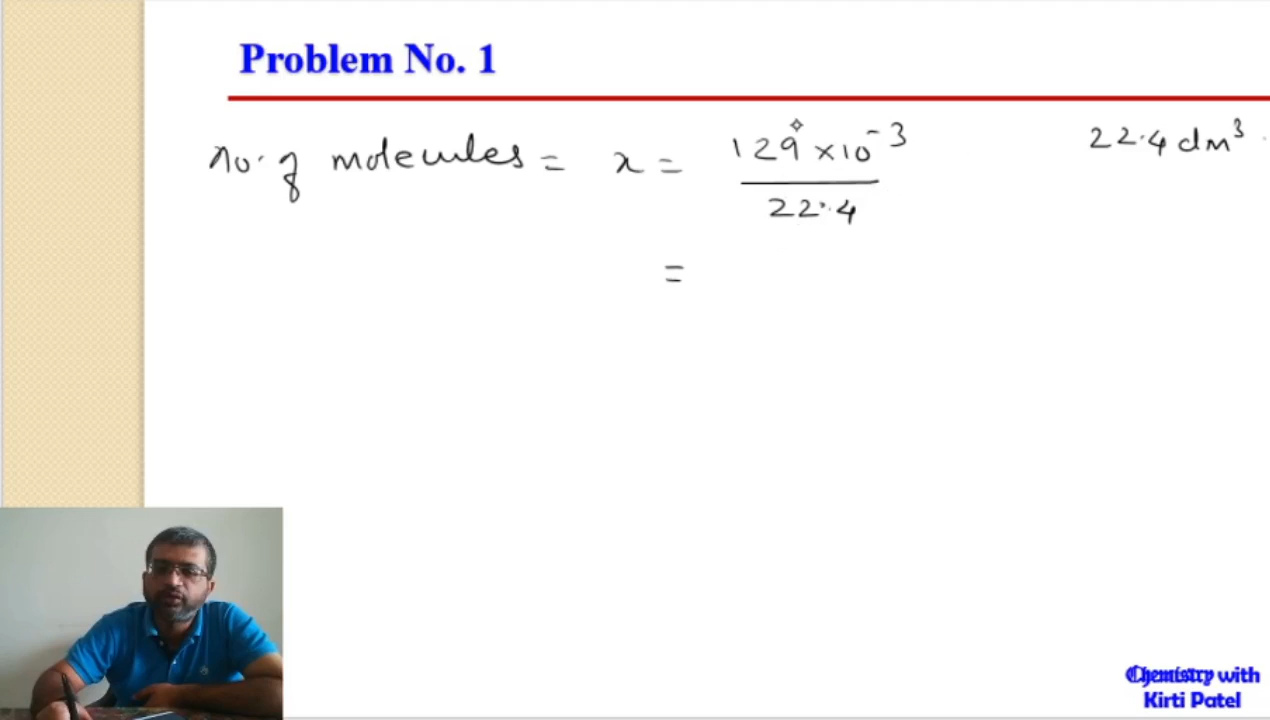 Problem No. 1
no. of molecules = x = 129 × 10⁻³ / 22.4
22.4 dm³
=
Chemistry with
Kirti Patel